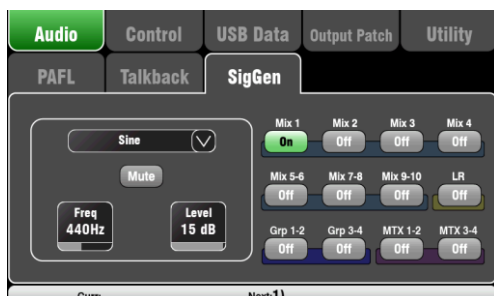 Audio Control USB Data Output Patch Utility
PAFL Talkback SigGen
Sine
Mute
Freq
440Hz
Level
15 dB
Mix 1 Mix 2 Mix 3 Mix 4
On Off Off Off
Mix 5-6 Mix 7-8 Mix 9-10 LR
Off Off Off Off
Grp 1-2 Grp 3-4 MTX 1-2 MTX 3-4
Off Off Off Off